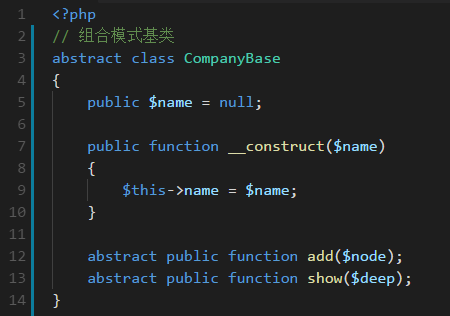 1 <?php
2 // 组合模式基类
3 abstract class CompanyBase
4 {
5     public $name = null;
6
7     public function __construct($name)
8     {
9         $this->name = $name;
10     }
11
12     abstract public function add($node);
13     abstract public function show($deep);
14 }